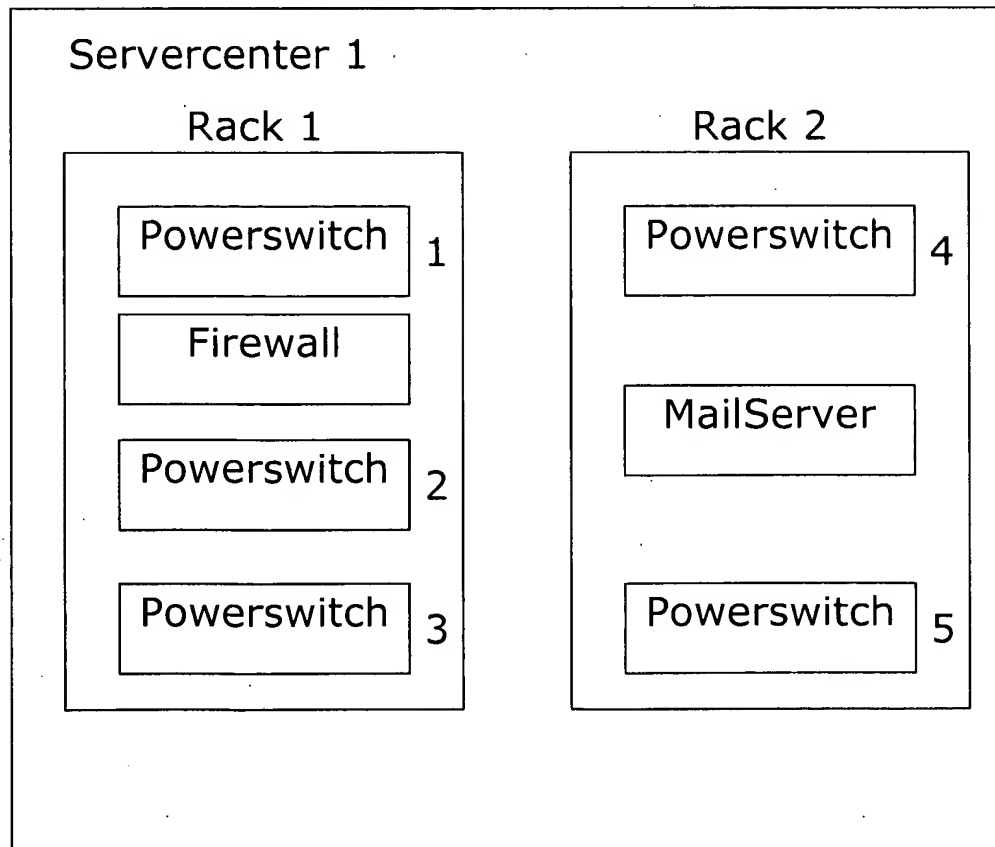 Servercenter 1
Rack 1
Powerswitch 1
Firewall
Powerswitch 2
Powerswitch 3
Rack 2
Powerswitch 4
MailServer
Powerswitch 5